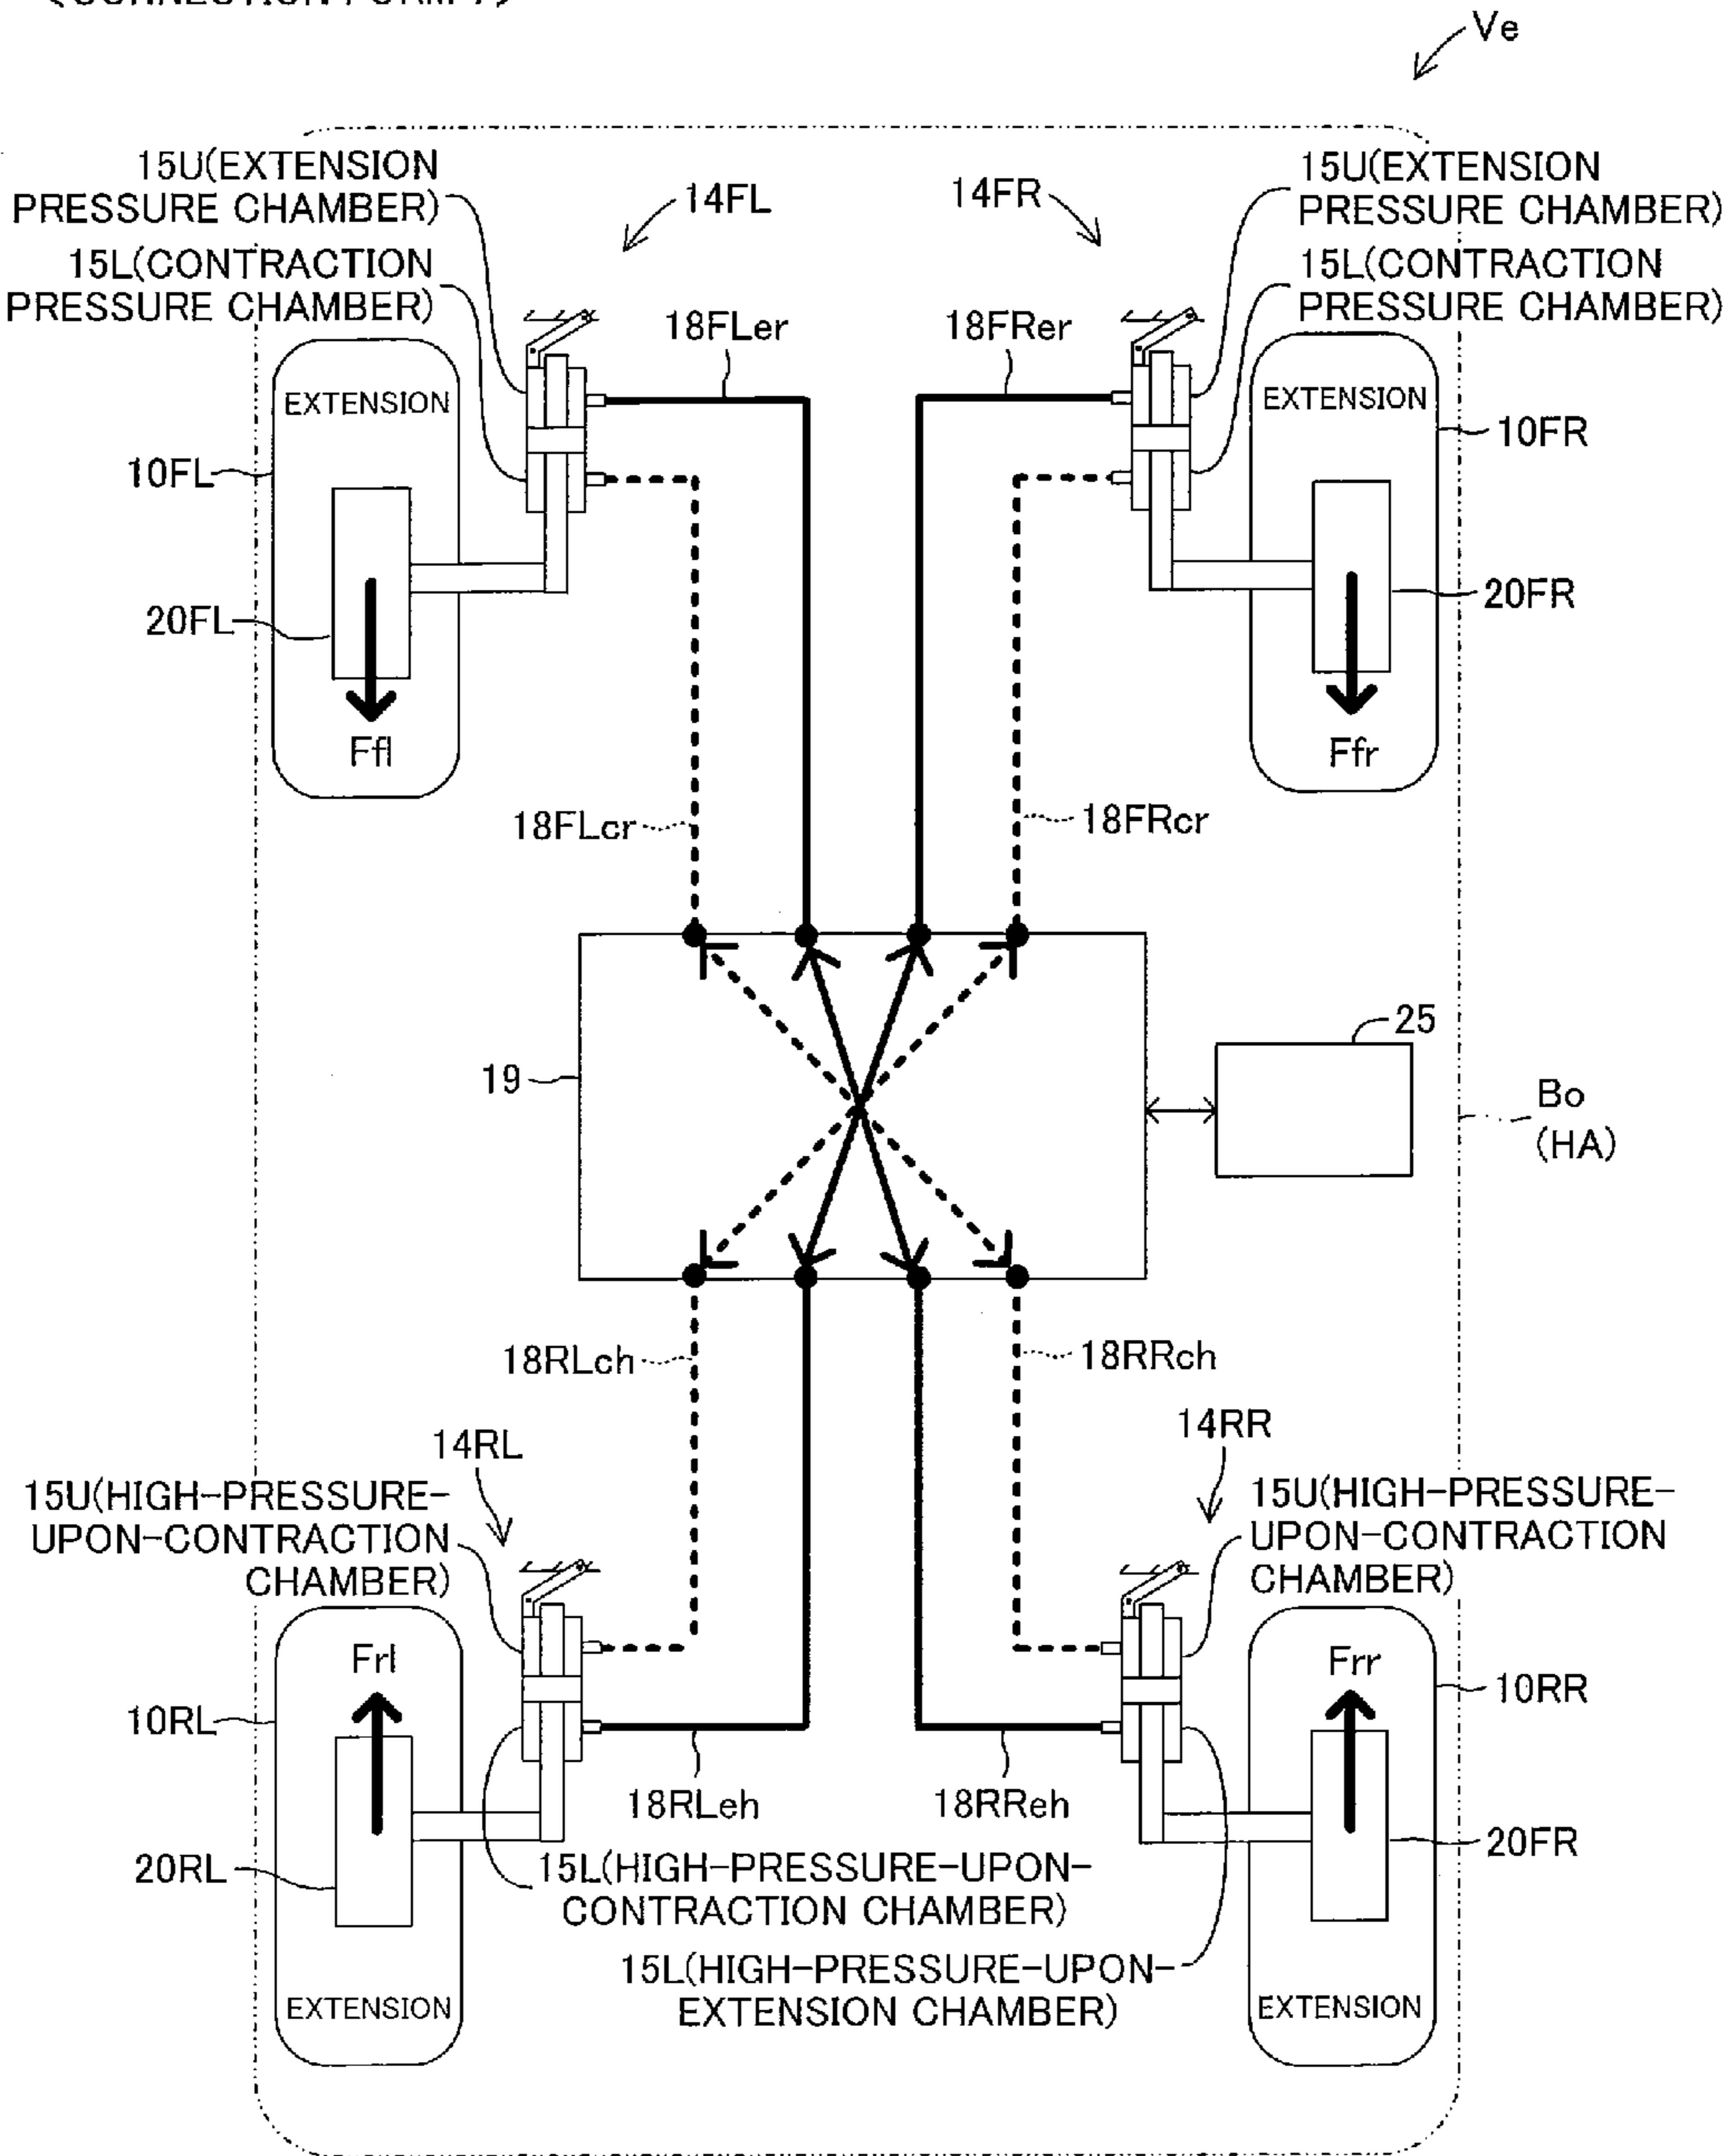 Ve
15U(EXTENSION
PRESSURE CHAMBER)
14FL
14FR
15U(EXTENSION
PRESSURE CHAMBER)
15L(CONTRACTION
PRESSURE CHAMBER)
15L(CONTRACTION
PRESSURE CHAMBER)
18FLer
18FRer
EXTENSION
EXTENSION
10FL
10FR
20FL
20FR
Ffl
Ffr
18FLcr
18FRcr
19
25
Bo
(HA)
18RLch
18RRch
14RL
14RR
15U(HIGH-PRESSURE-
UPON-CONTRACTION
CHAMBER)
15U(HIGH-PRESSURE-
UPON-CONTRACTION
CHAMBER)
Frl
Frr
10RL
10RR
18RLeh
18RReh
20RL
20FR
15L(HIGH-PRESSURE-UPON-
CONTRACTION CHAMBER)
15L(HIGH-PRESSURE-UPON-
EXTENSION CHAMBER)
EXTENSION
EXTENSION